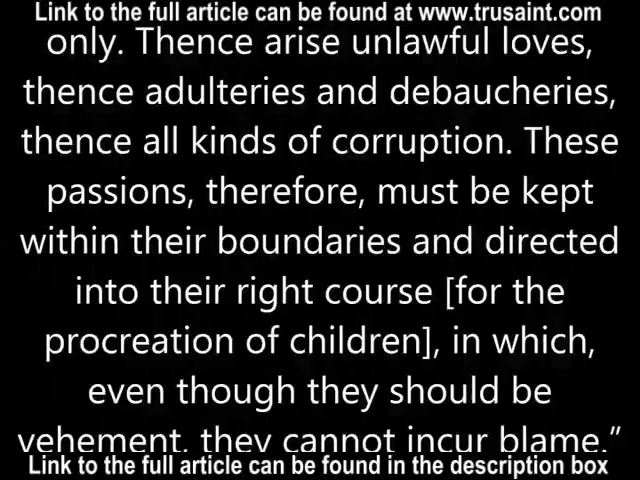 Link to the full article can be found at www.trusaint.com
only. Thence arise unlawful loves,
thence adulteries and debaucheries,
thence all kinds of corruption. These
passions, therefore, must be kept
within their boundaries and directed
into their right course [for the
procreation of children], in which,
even though they should be
vehement, they cannot incur blame.”
Link to the full article can be found in the description box